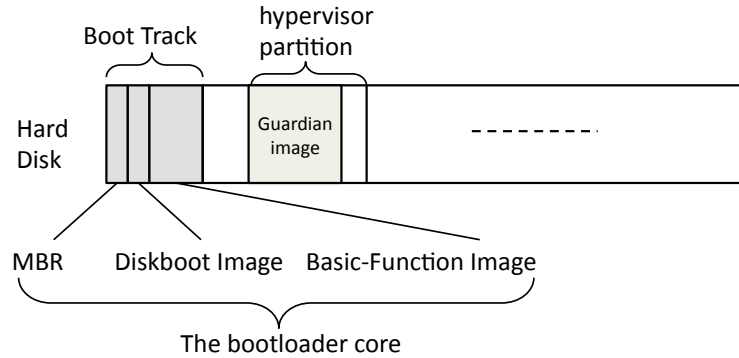 hypervisor
partition
Boot Track
Hard
Disk
Guardian
image
MBR
Diskboot Image
Basic-Function Image
The bootloader core